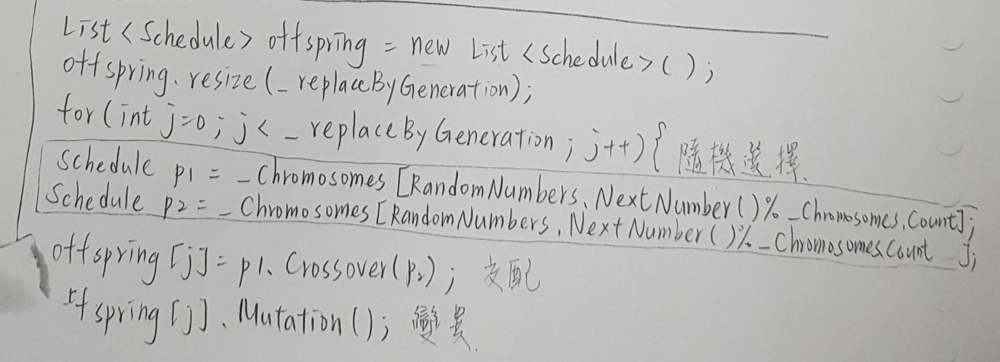 List <Schedule> offspring = new List <Schedule> ( );
offspring.resize (_replaceByGeneration);
for (int j=0; j< _replaceByGeneration; j++){ 隨機選擇.
Schedule p1 = _Chromosomes [RandomNumbers.NextNumber()% _Chromosomes.Count];
Schedule p2 = _Chromosomes [RandomNumbers.NextNumber()% _Chromosomes.Count ];
offspring [j] = p1.Crossover(p2); 交配
ffspring [j].Mutation(); 變異.